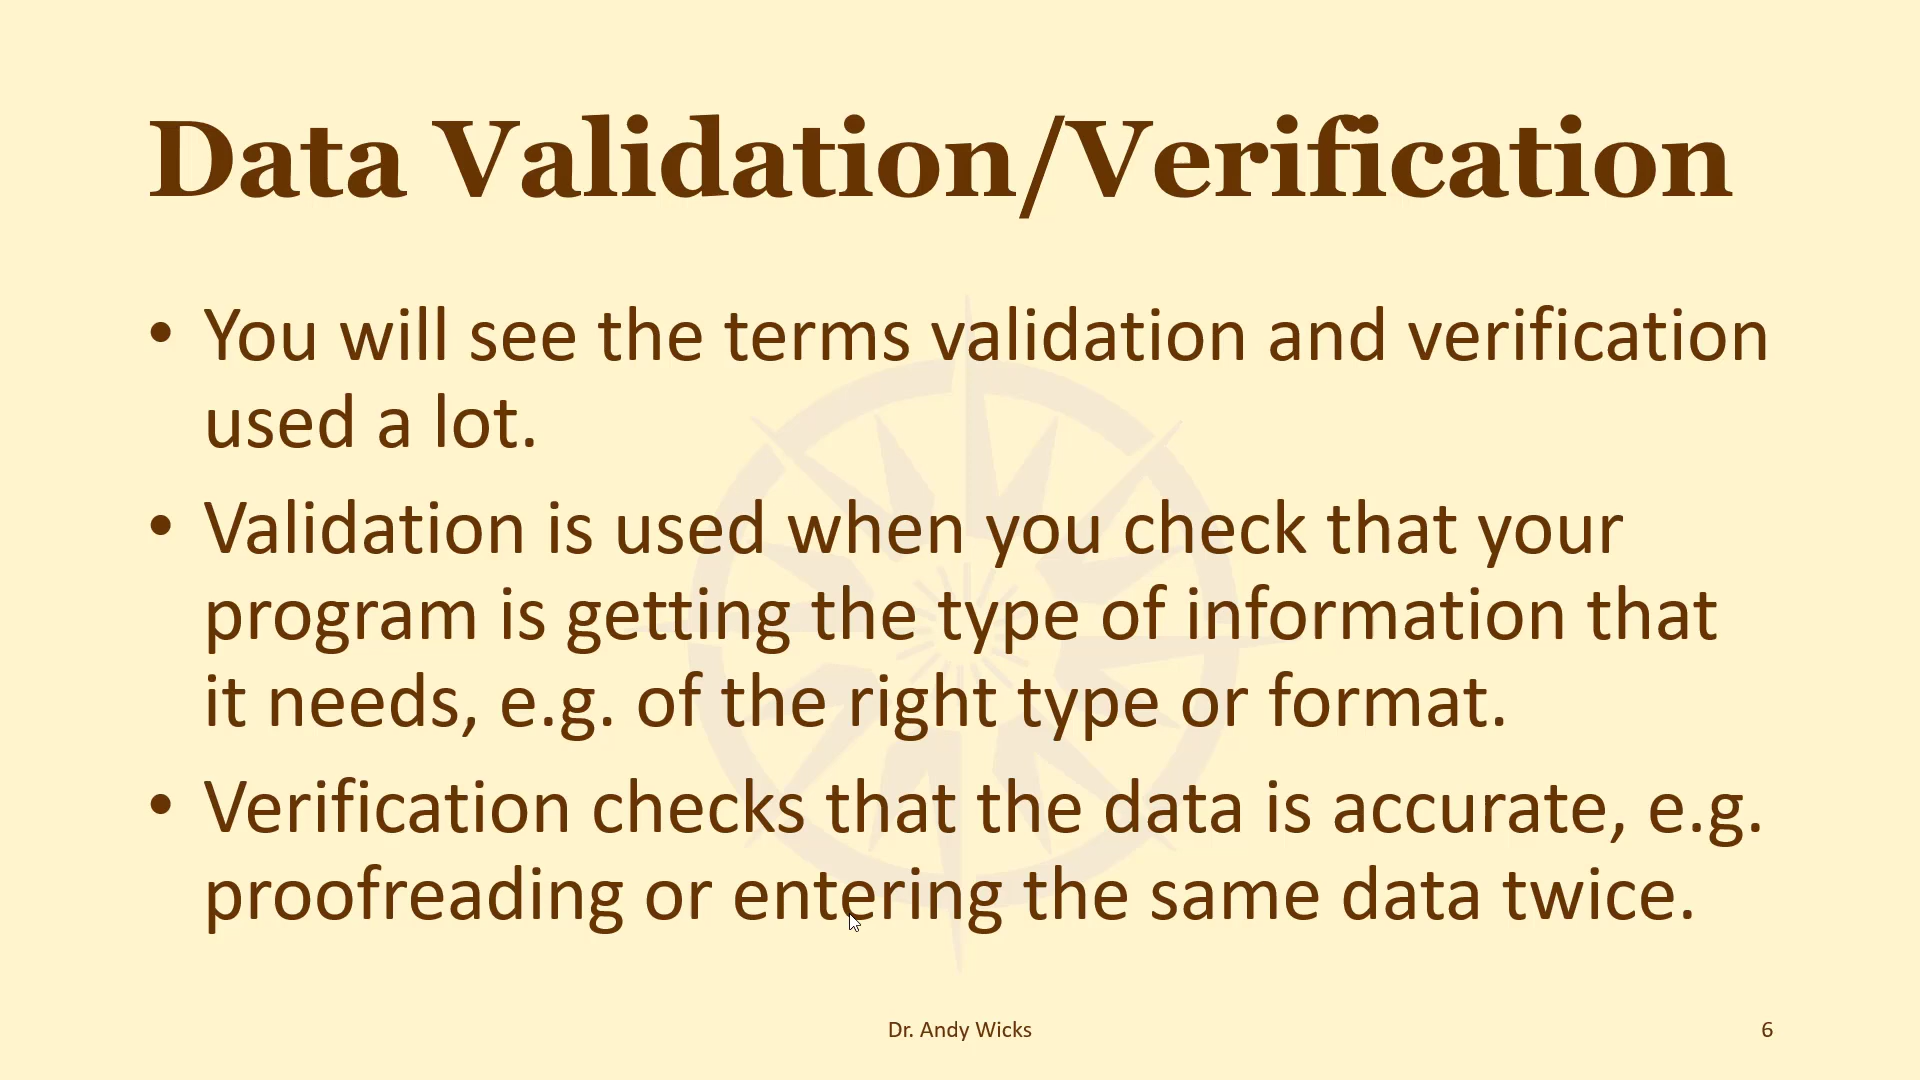 Data Validation/Verification
• You will see the terms validation and verification
used a lot.
• Validation is used when you check that your
program is getting the type of information that
it needs, e.g. of the right type or format.
• Verification checks that the data is accurate, e.g.
proofreading or entering the same data twice.
Dr. Andy Wicks
6